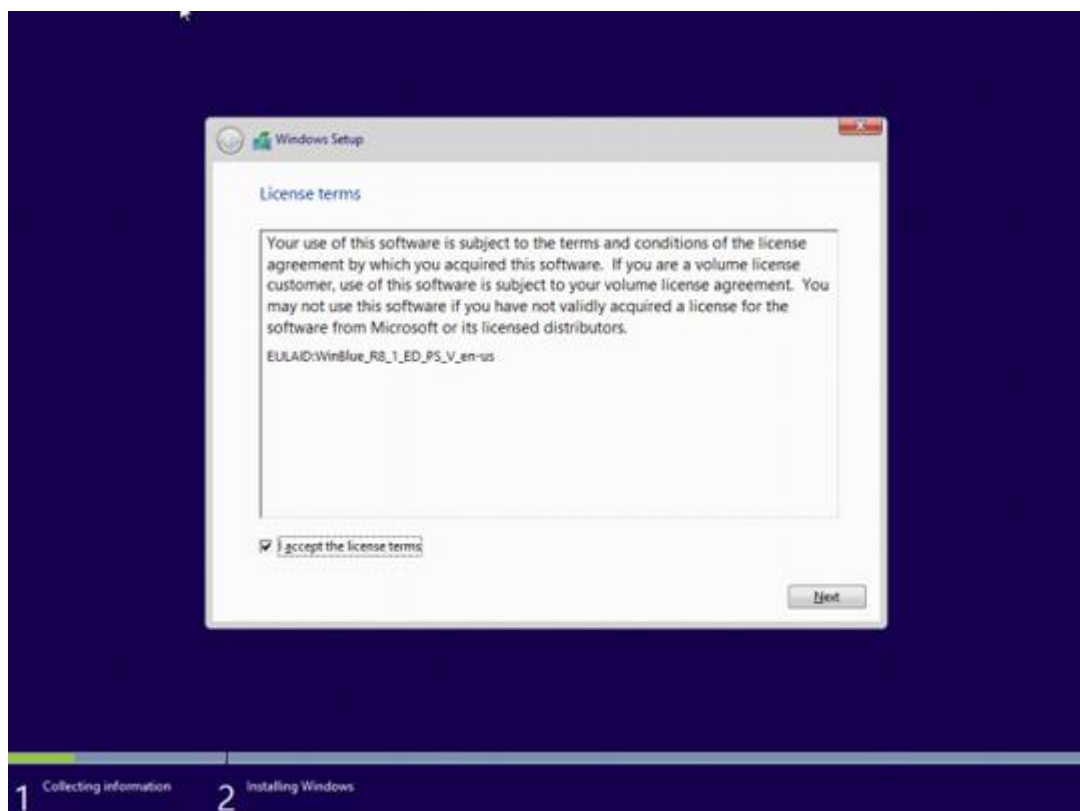 Windows Setup
License terms
Your use of this software is subject to the terms and conditions of the license
agreement by which you acquired this software. If you are a volume license
customer, use of this software is subject to your volume license agreement. You
may not use this software if you have not validly acquired a license for the
software from Microsoft or its licensed distributors.
EULAID:WinBlue_R8_1_ED_PS_V_en-us
I accept the license terms
Next
1 Collecting information 2 Installing Windows